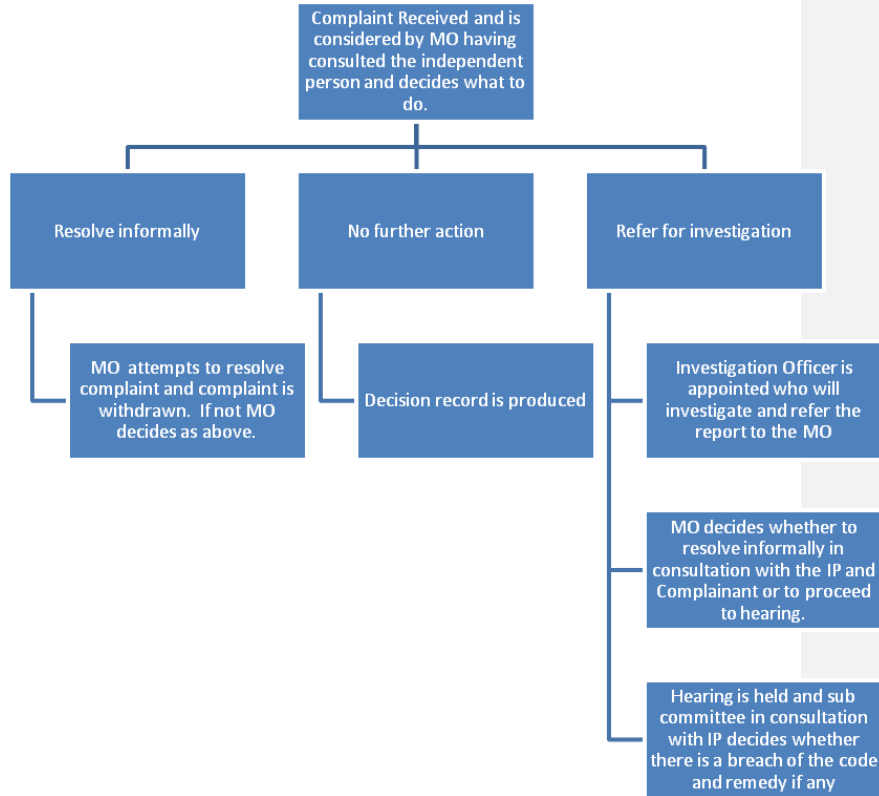 Complaint Received and is
considered by MO having
consulted the independent
person and decides what to
do.
Resolve informally
No further action
Refer for investigation
MO attempts to resolve
complaint and complaint is
withdrawn. If not MO
decides as above.
Decision record is produced
Investigation Officer is
appointed who will
investigate and refer the
report to the MO
MO decides whether to
resolve informally in
consultation with the IP and
Complainant or to proceed
to hearing.
Hearing is held and sub
committee in consultation
with IP decides whether
there is a breach of the code
and remedy if any